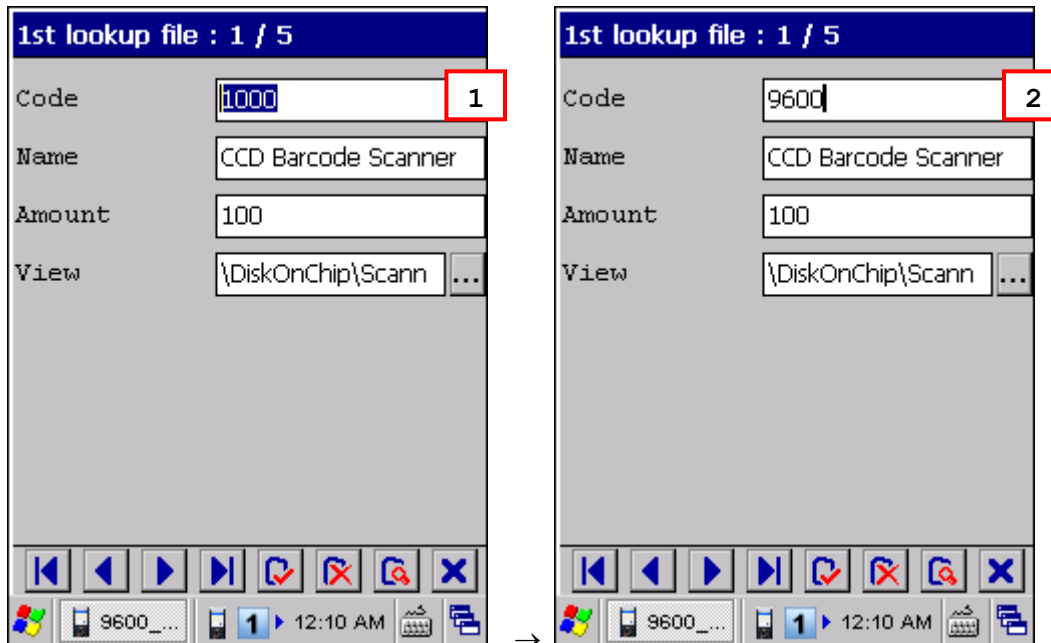 1st lookup file : 1 / 5
Code 1000 1
Name CCD Barcode Scanner
Amount 100
View \DiskOnChip\Scann ...
9600_... 1 12:10 AM
→
1st lookup file : 1 / 5
Code 9600 2
Name CCD Barcode Scanner
Amount 100
View \DiskOnChip\Scann ...
9600_... 1 12:10 AM